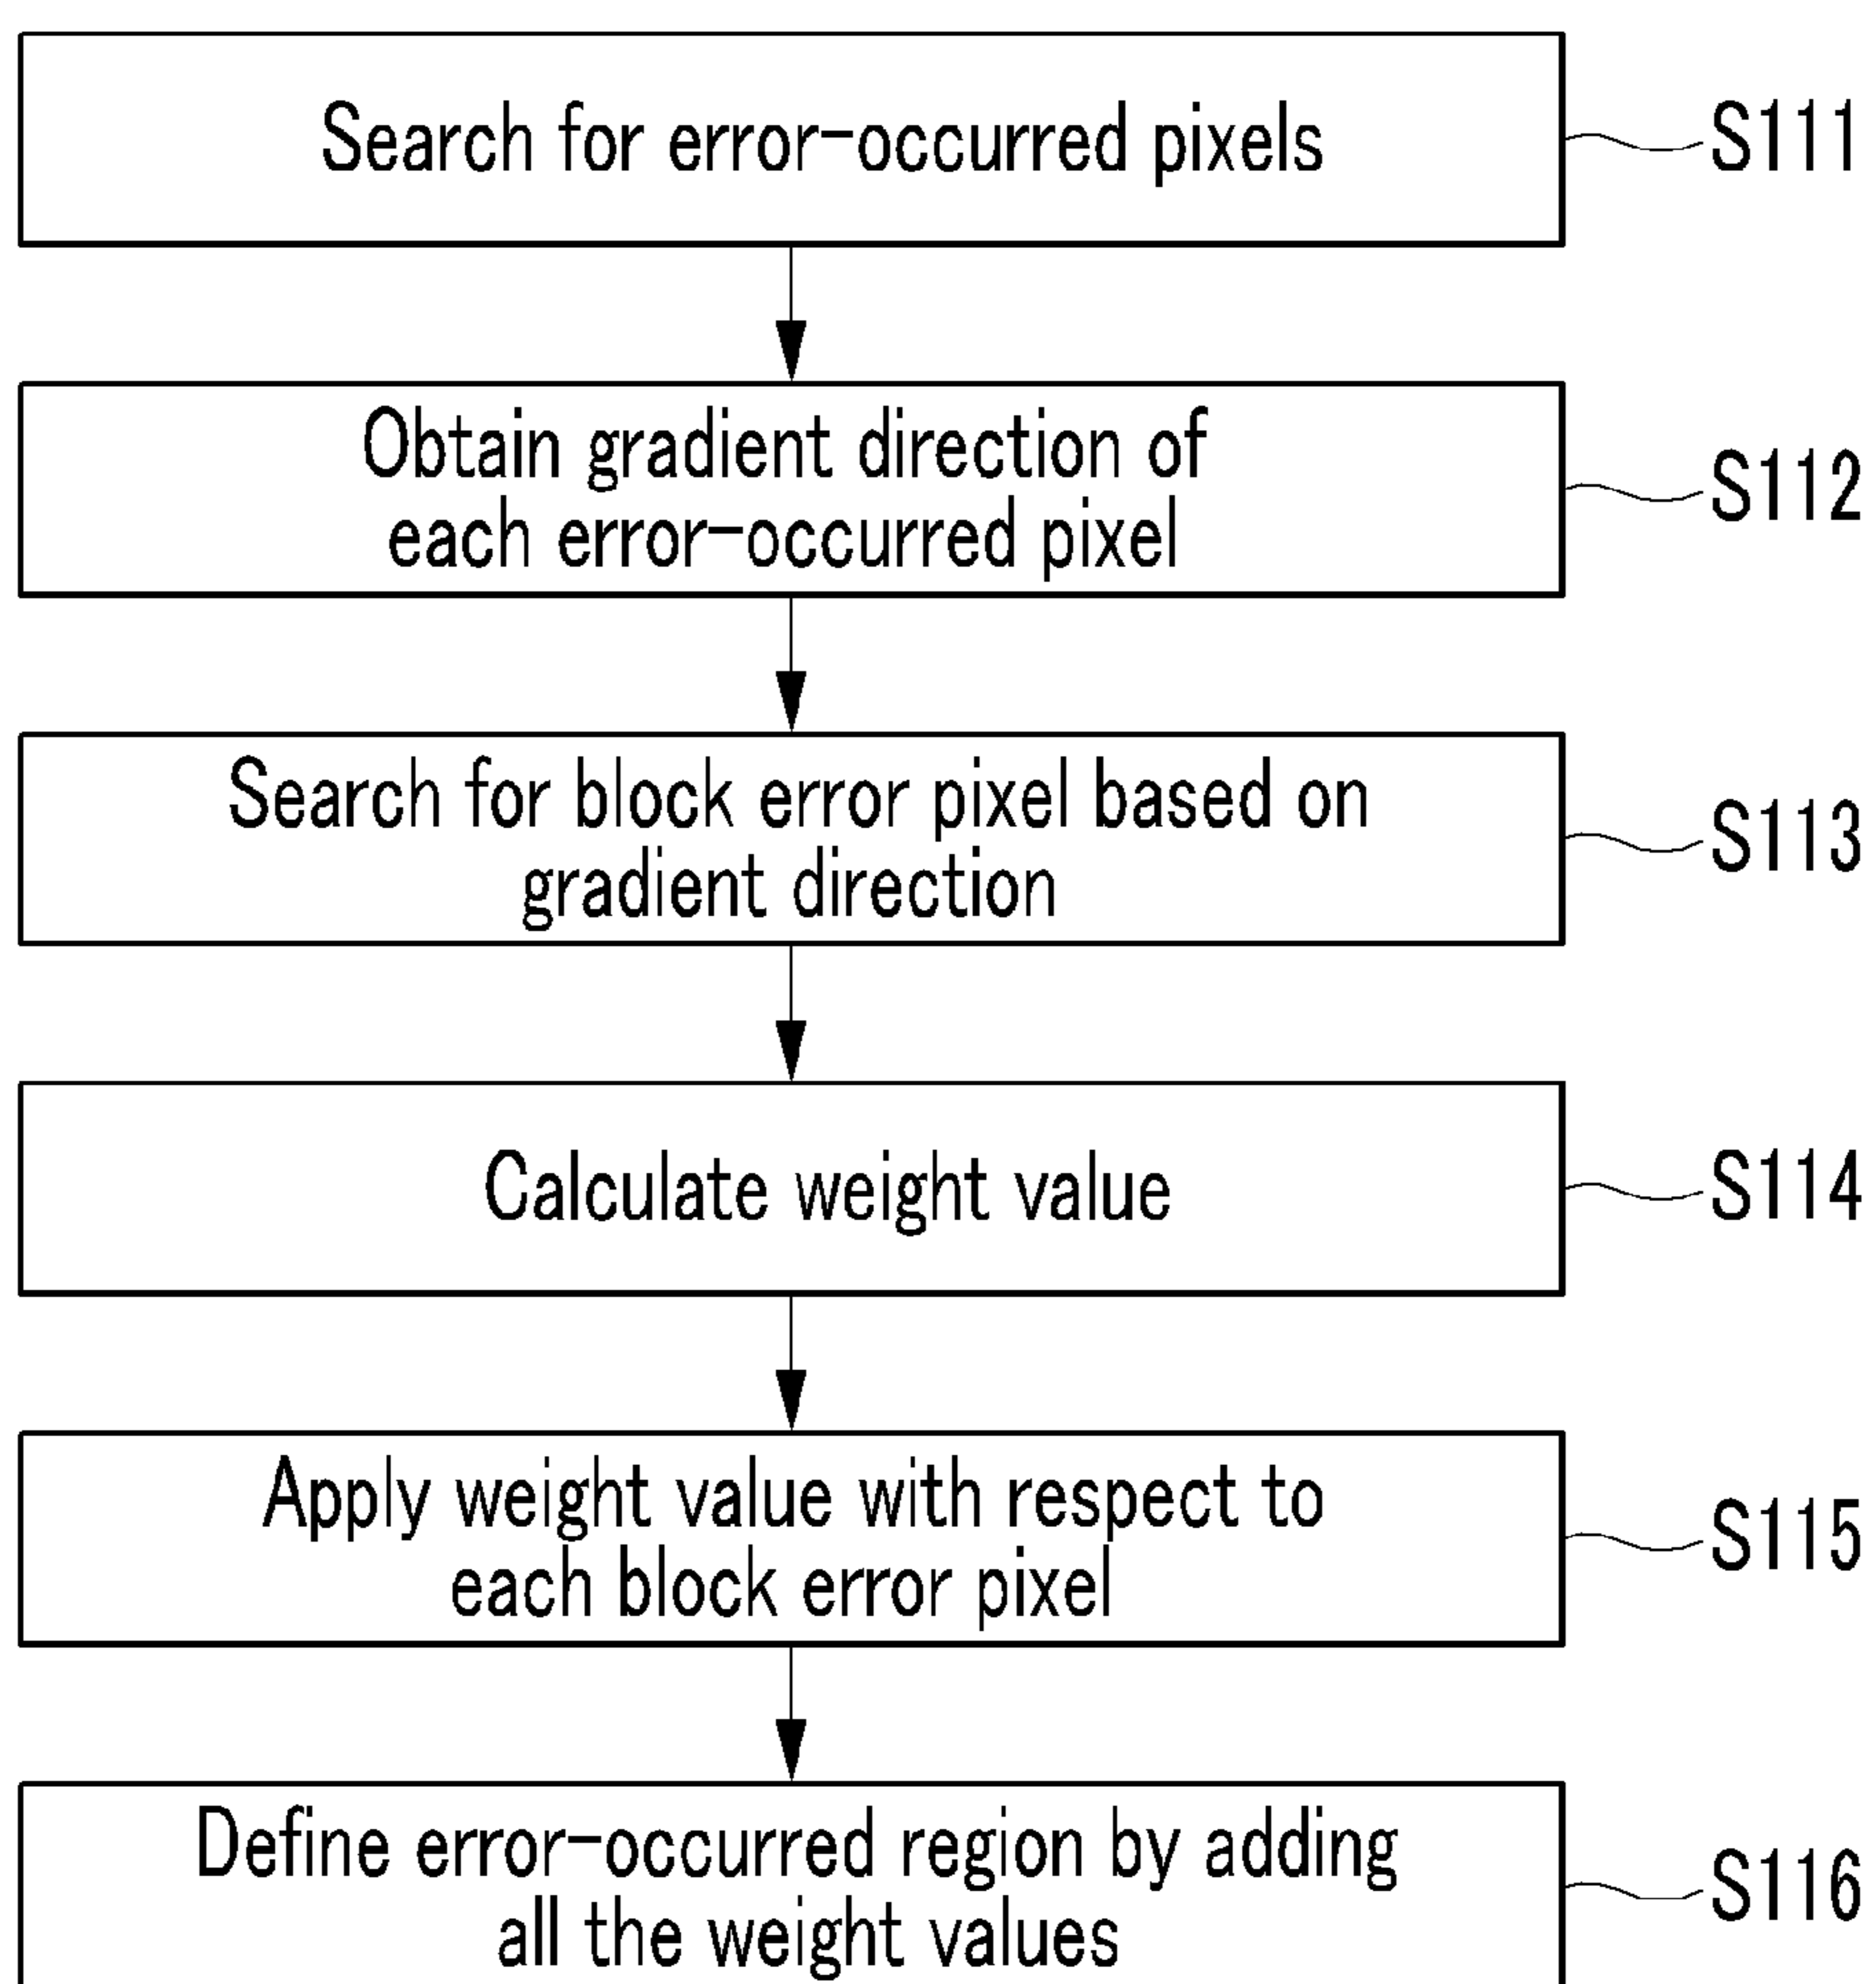 Search for error-occurred pixels
S111
Obtain gradient direction of
each error-occurred pixel
S112
Search for block error pixel based on
gradient direction
S113
Calculate weight value
S114
Apply weight value with respect to
each block error pixel
S115
Define error-occurred region by adding
all the weight values
S116